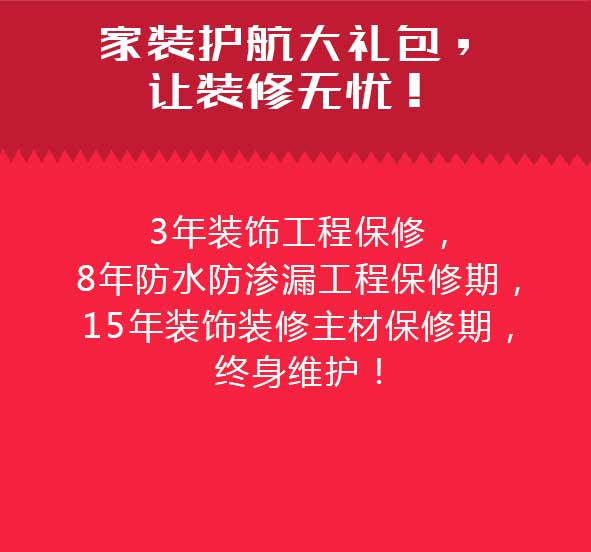 家装护航大礼包，
让装修无忧！
3年装饰工程保修，
8年防水防渗漏工程保修期，
15年装饰装修主材保修期，
终身维护！